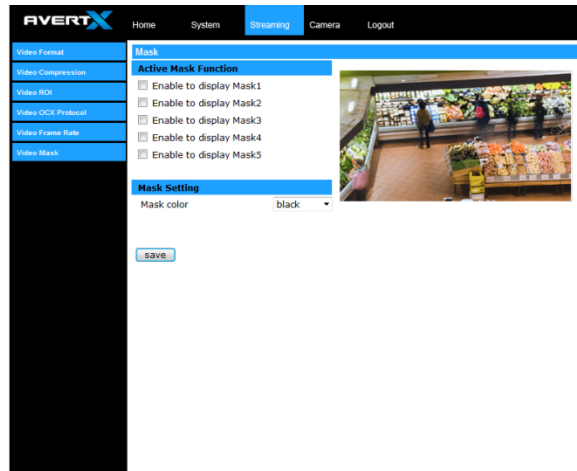 AVERTX
Home System Streaming Camera Logout
Video Format
Video Compression
Video ROI
Video OCX Protocol
Video Frame Rate
Video Mask
Mask
Active Mask Function
Enable to display Mask1
Enable to display Mask2
Enable to display Mask3
Enable to display Mask4
Enable to display Mask5
Mask Setting
Mask color black
save